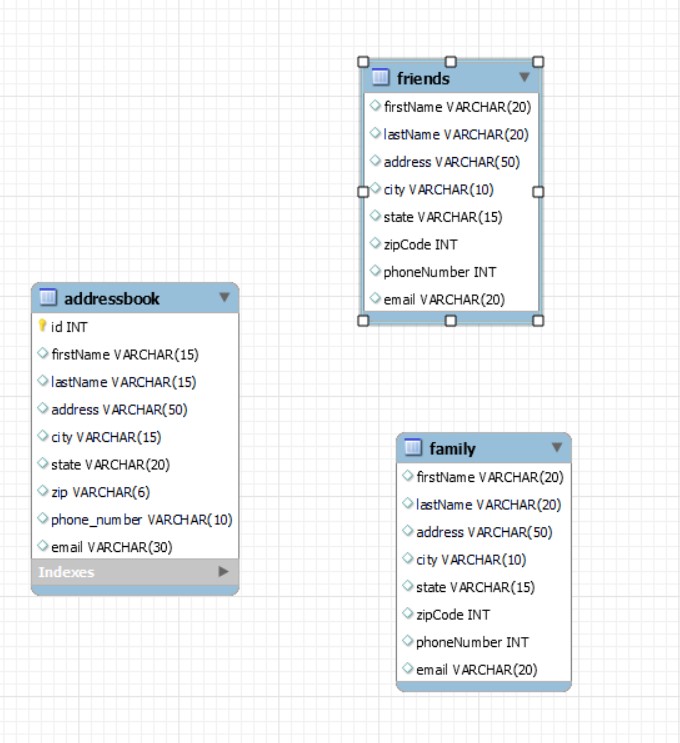 friends
firstName VARCHAR(20)
lastName VARCHAR(20)
address VARCHAR(50)
city VARCHAR(10)
state VARCHAR(15)
zipCode INT
phoneNumber INT
email VARCHAR(20)
addressbook
id INT
firstName VARCHAR(15)
lastName VARCHAR(15)
address VARCHAR(50)
city VARCHAR(15)
state VARCHAR(20)
zip VARCHAR(6)
phone_number VARCHAR(10)
email VARCHAR(30)
Indexes
family
firstName VARCHAR(20)
lastName VARCHAR(20)
address VARCHAR(50)
city VARCHAR(10)
state VARCHAR(15)
zipCode INT
phoneNumber INT
email VARCHAR(20)